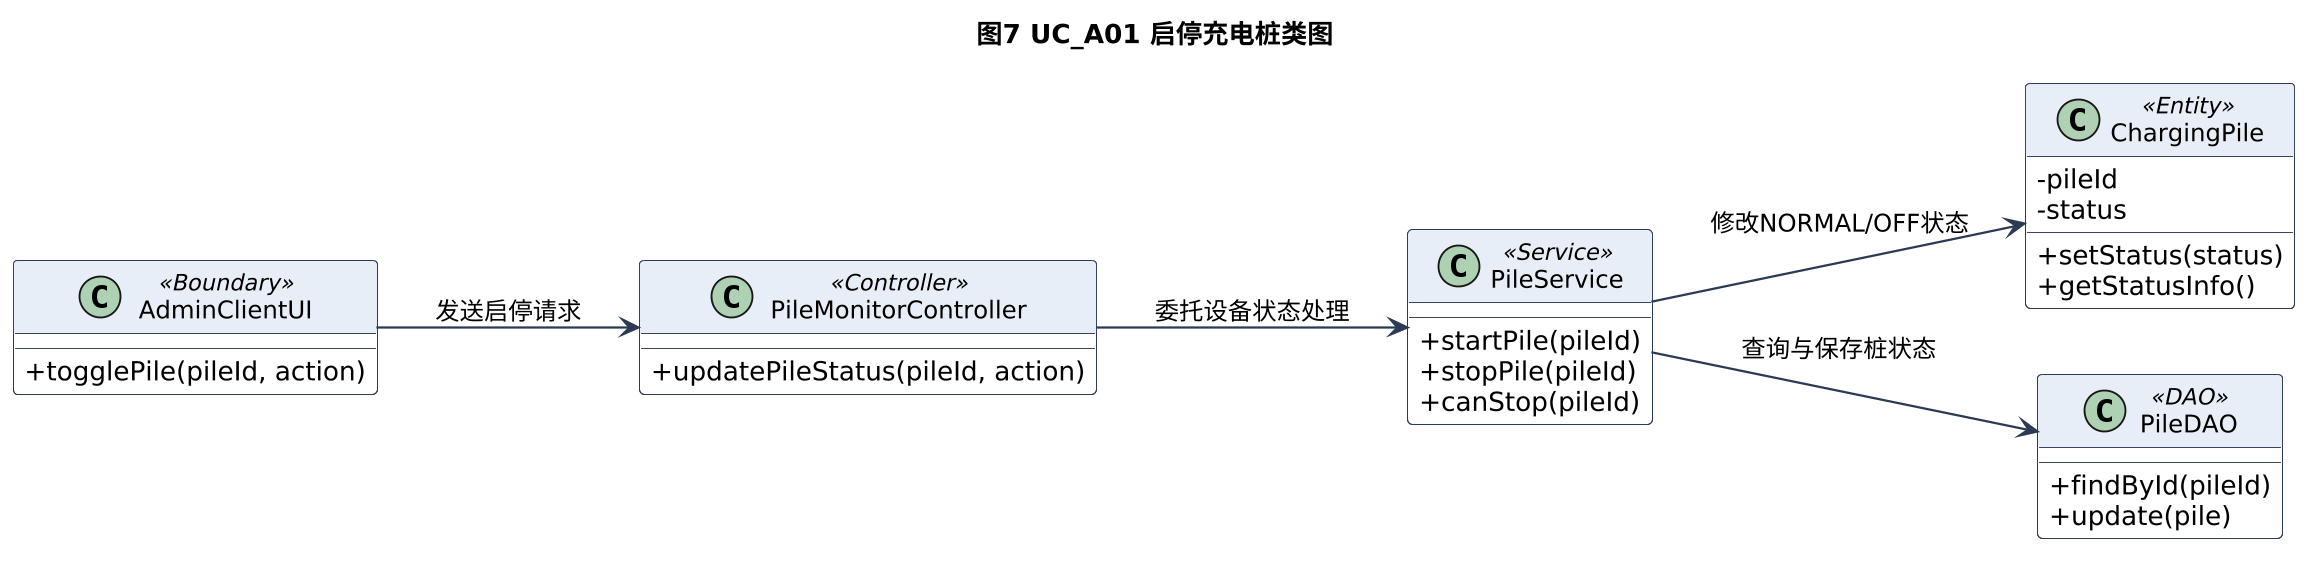 图7 UC_A01 启停充电桩类图
C
«Boundary»
AdminClientUI
+togglePile(pileId, action)
发送启停请求
C
«Controller»
PileMonitorController
+updatePileStatus(pileId, action)
委托设备状态处理
C
«Service»
PileService
+startPile(pileId)
+stopPile(pileId)
+canStop(pileId)
修改NORMAL/OFF状态
C
«Entity»
ChargingPile
-pileId
-status
+setStatus(status)
+getStatusInfo()
查询与保存桩状态
C
«DAO»
PileDAO
+findById(pileId)
+update(pile)